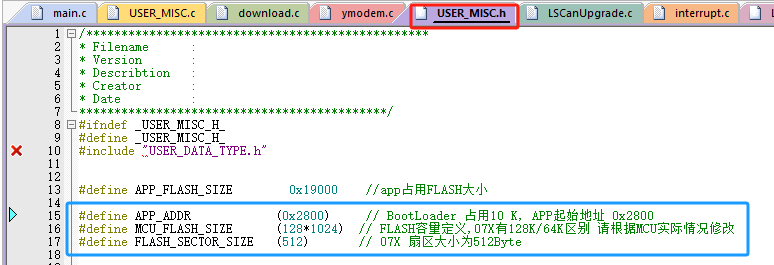 main.c USER_MISC.c download.c ymodem.c USER_MISC.h LSCanUpgrade.c interrupt.c
1 /*************************************************
2 * Filename :
3 * Version :
4 * Describtion :
5 * Creator :
6 * Date :
7 ********************************************/
8 #ifndef _USER_MISC_H_
9 #define _USER_MISC_H_
10 #include "USER_DATA_TYPE.h"
11
12
13 #define APP_FLASH_SIZE 0x19000 //app占用FLASH大小
14
15 #define APP_ADDR (0x2800) // BootLoader 占用10 K, APP起始地址 0x2800
16 #define MCU_FLASH_SIZE (128*1024) // FLASH容量定义,07X有128K/64K区别 请根据MCU实际情况修改
17 #define FLASH_SECTOR_SIZE (512) // 07X 扇区大小为512Byte
18